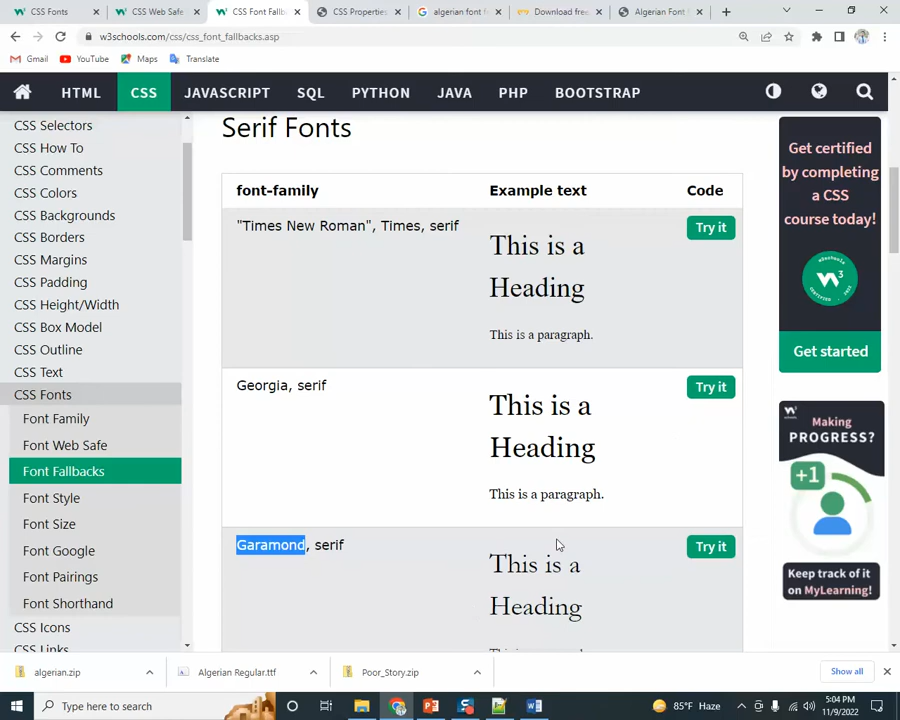 CSS Fonts
CSS Web Safe
CSS Font Fallba
CSS Properties
algerian font f
Download free
Algerian Font
w3schools.com/css/css_font_fallbacks.asp
Gmail
YouTube
Maps
Translate
HTML
CSS
JAVASCRIPT
SQL
PYTHON
JAVA
PHP
BOOTSTRAP
CSS Selectors
CSS How To
CSS Comments
CSS Colors
CSS Backgrounds
CSS Borders
CSS Margins
CSS Padding
CSS Height/Width
CSS Box Model
CSS Outline
CSS Text
CSS Fonts
Font Family
Font Web Safe
Font Fallbacks
Font Style
Font Size
Font Google
Font Pairings
Font Shorthand
CSS Icons
CSS Links
Serif Fonts
font-family
Example text
Code
"Times New Roman", Times, serif
This is a
Heading
This is a paragraph.
Try it
Georgia, serif
This is a
Heading
This is a paragraph.
Try it
Garamond, serif
This is a
Heading
This is a paragraph.
Try it
Get certified
by completing
a CSS
course today!
w3
Get started
Making
PROGRESS?
+1
Keep track of it
on MyLearning!
algerian.zip
Algerian Regular.ttf
Poor_Story.zip
Show all
Type here to search
85°F Haze
5:04 PM
11/9/2022